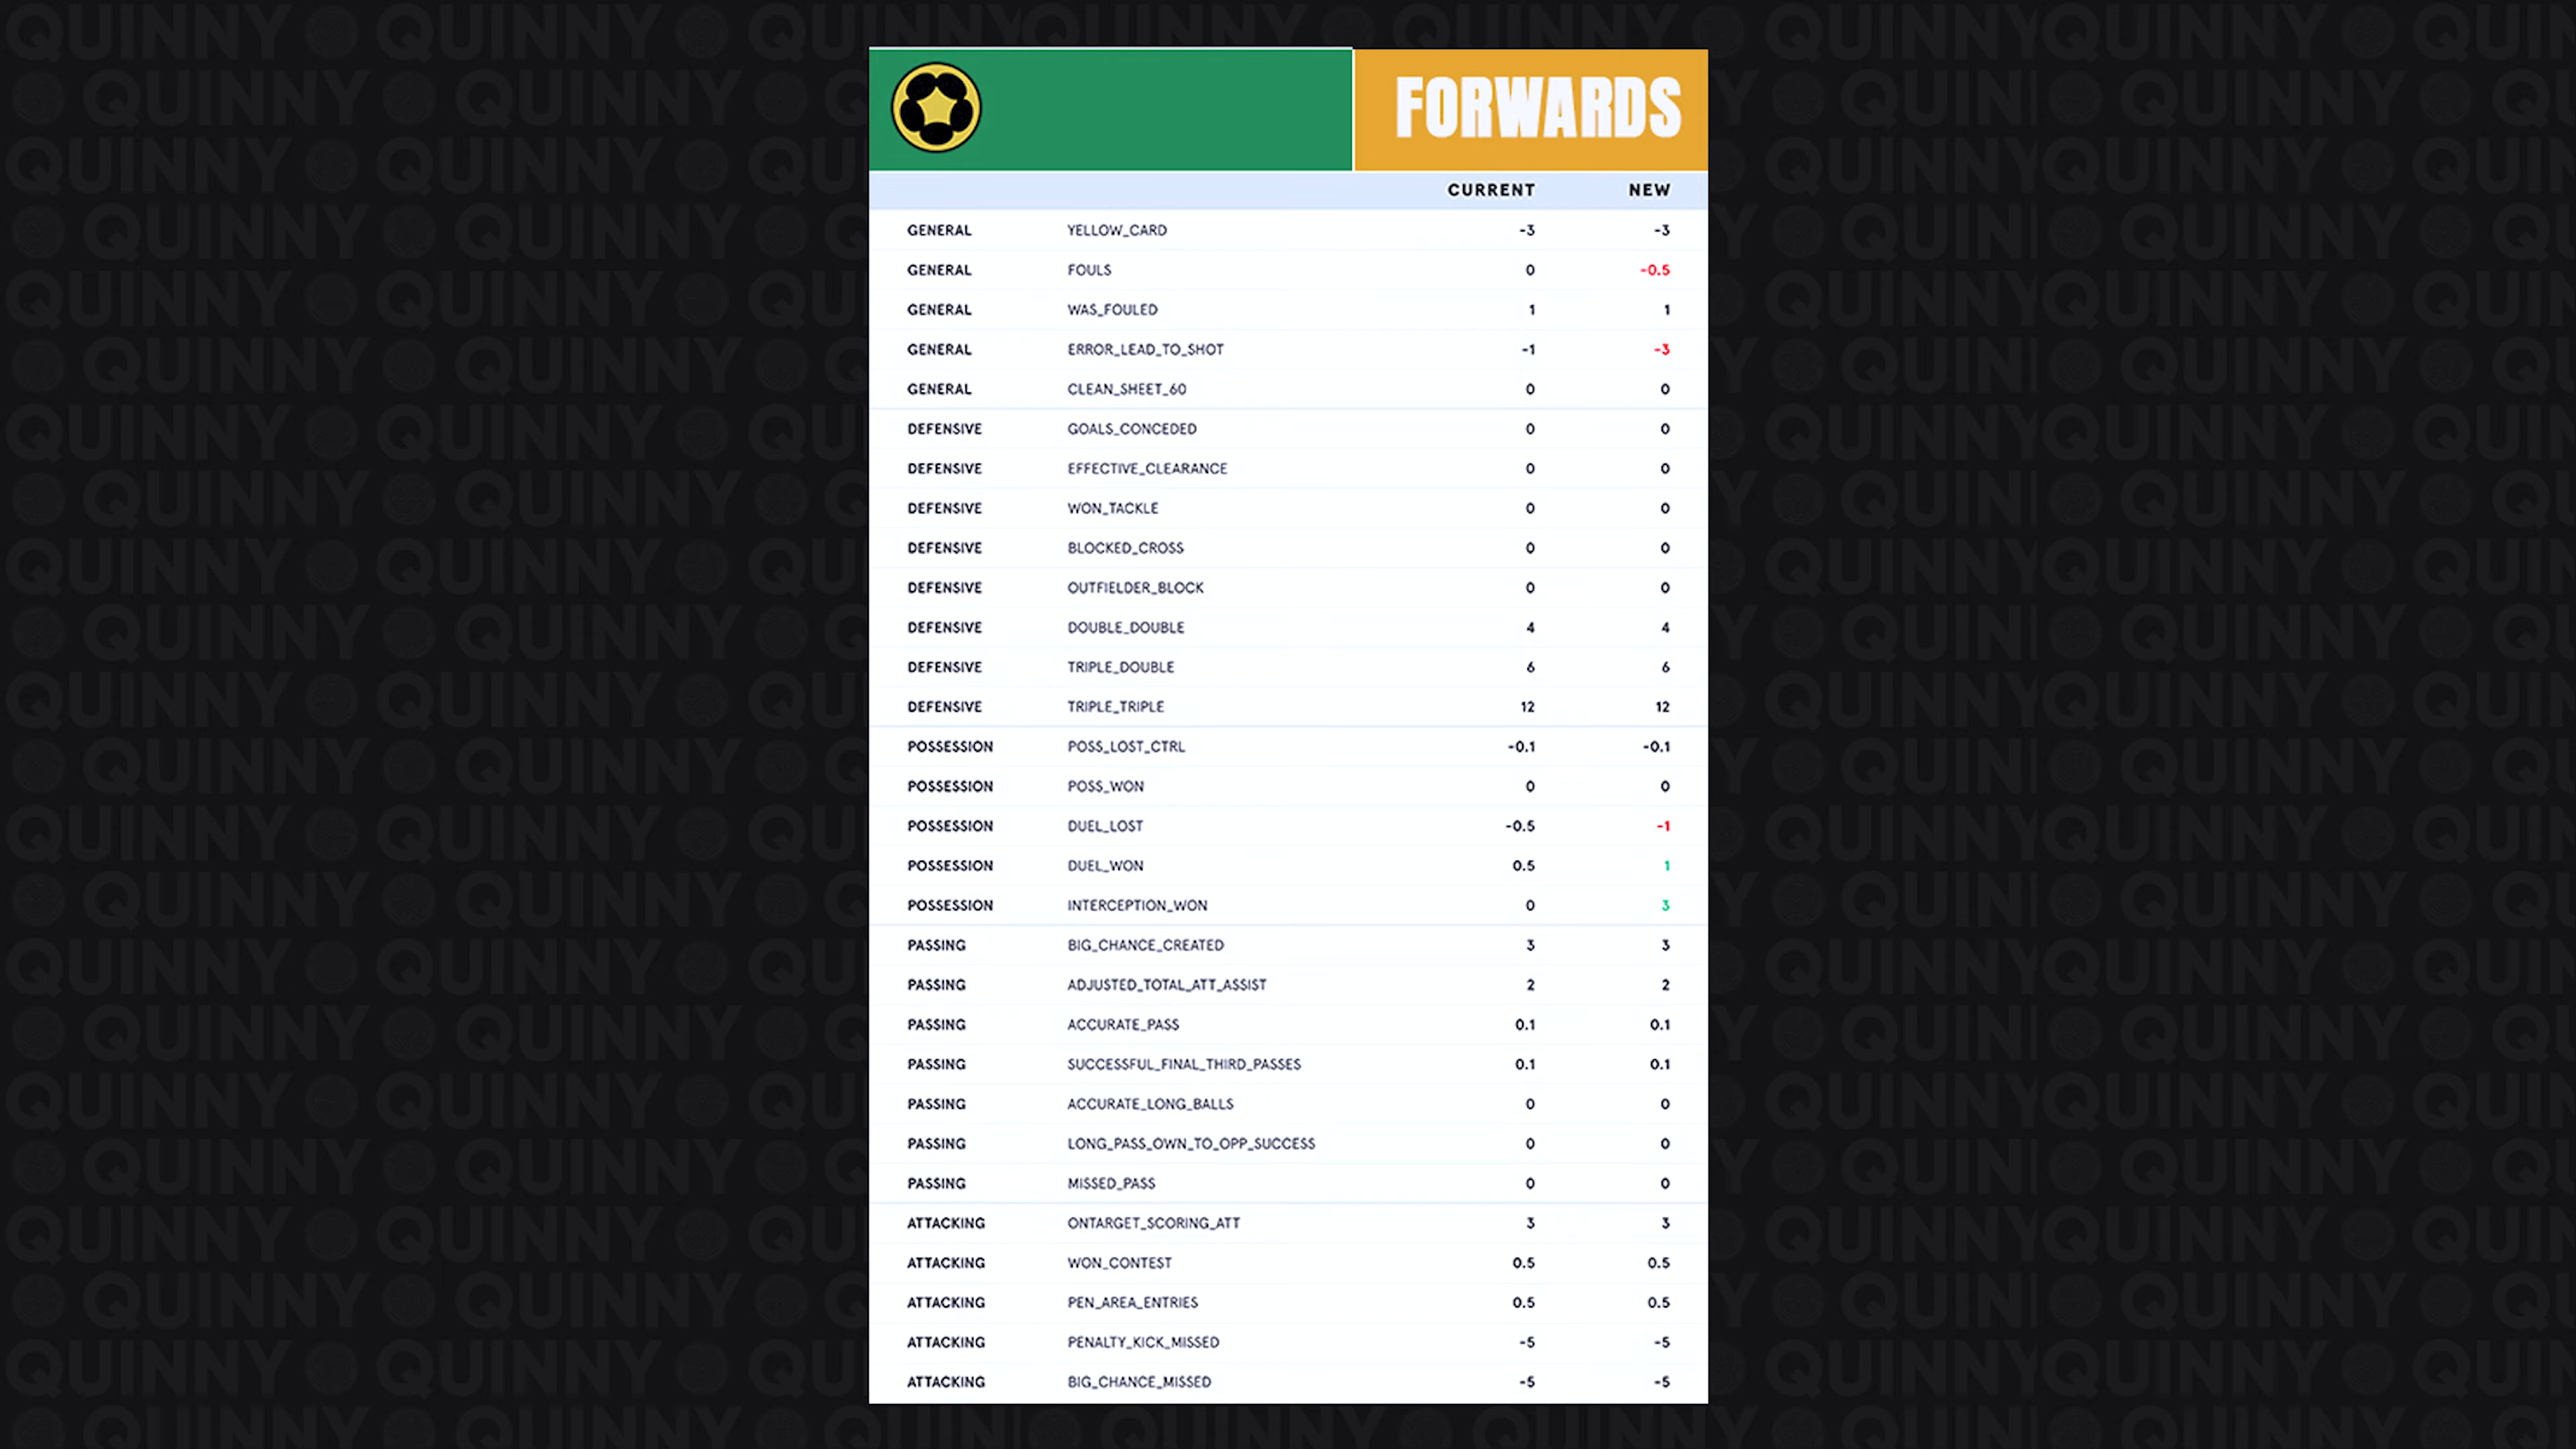 FORWARDS
CURRENT NEW
GENERAL YELLOW_CARD -3 -3
GENERAL FOULS 0 -0.5
GENERAL WAS_FOULED 1 1
GENERAL ERROR_LEAD_TO_SHOT -1 -3
GENERAL CLEAN_SHEET_60 0 0
DEFENSIVE GOALS_CONCEDED 0 0
DEFENSIVE EFFECTIVE_CLEARANCE 0 0
DEFENSIVE WON_TACKLE 0 0
DEFENSIVE BLOCKED_CROSS 0 0
DEFENSIVE OUTFIELDER_BLOCK 0 0
DEFENSIVE DOUBLE_DOUBLE 4 4
DEFENSIVE TRIPLE_DOUBLE 6 6
DEFENSIVE TRIPLE_TRIPLE 12 12
POSSESSION POSS_LOST_CTRL -0.1 -0.1
POSSESSION POSS_WON 0 0
POSSESSION DUEL_LOST -0.5 -1
POSSESSION DUEL_WON 0.5 1
POSSESSION INTERCEPTION_WON 0 3
PASSING BIG_CHANCE_CREATED 3 3
PASSING ADJUSTED_TOTAL_ATT_ASSIST 2 2
PASSING ACCURATE_PASS 0.1 0.1
PASSING SUCCESSFUL_FINAL_THIRD_PASSES 0.1 0.1
PASSING ACCURATE_LONG_BALLS 0 0
PASSING LONG_PASS_OWN_TO_OPP_SUCCESS 0 0
PASSING MISSED_PASS 0 0
ATTACKING ONTARGET_SCORING_ATT 3 3
ATTACKING WON_CONTEST 0.5 0.5
ATTACKING PEN_AREA_ENTRIES 0.5 0.5
ATTACKING PENALTY_KICK_MISSED -5 -5
ATTACKING BIG_CHANCE_MISSED -5 -5
QUINNY